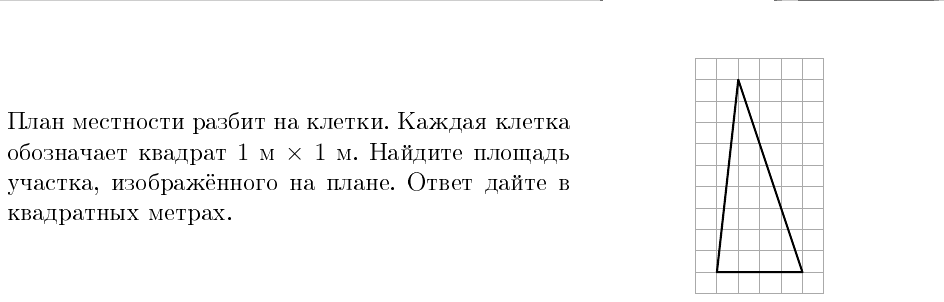 План местности разбит на клетки. Каждая клетка
обозначает квадрат 1 м × 1 м. Найдите площадь
участка, изображённого на плане. Ответ дайте в
квадратных метрах.